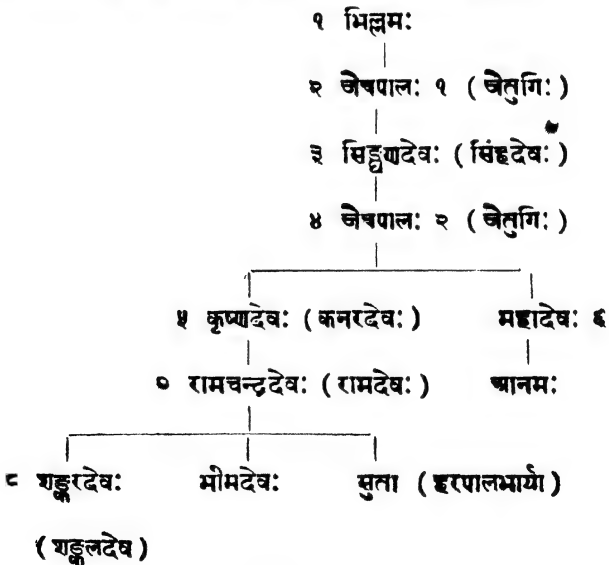 १ भिल्लमः
२ जैत्रपालः १ (जैतुगिः)
३ सिङ्घणदेवः (सिंहदेवः)
४ जैत्रपालः २ (जैतुगिः)
५ कृष्णदेवः (कनरदेवः) महादेवः ६
७ रामचन्द्रदेवः (रामदेवः) आनमः
८ शङ्करदेवः भीमदेवः सुता (हरपालभार्या)
(शङ्कलदेव)